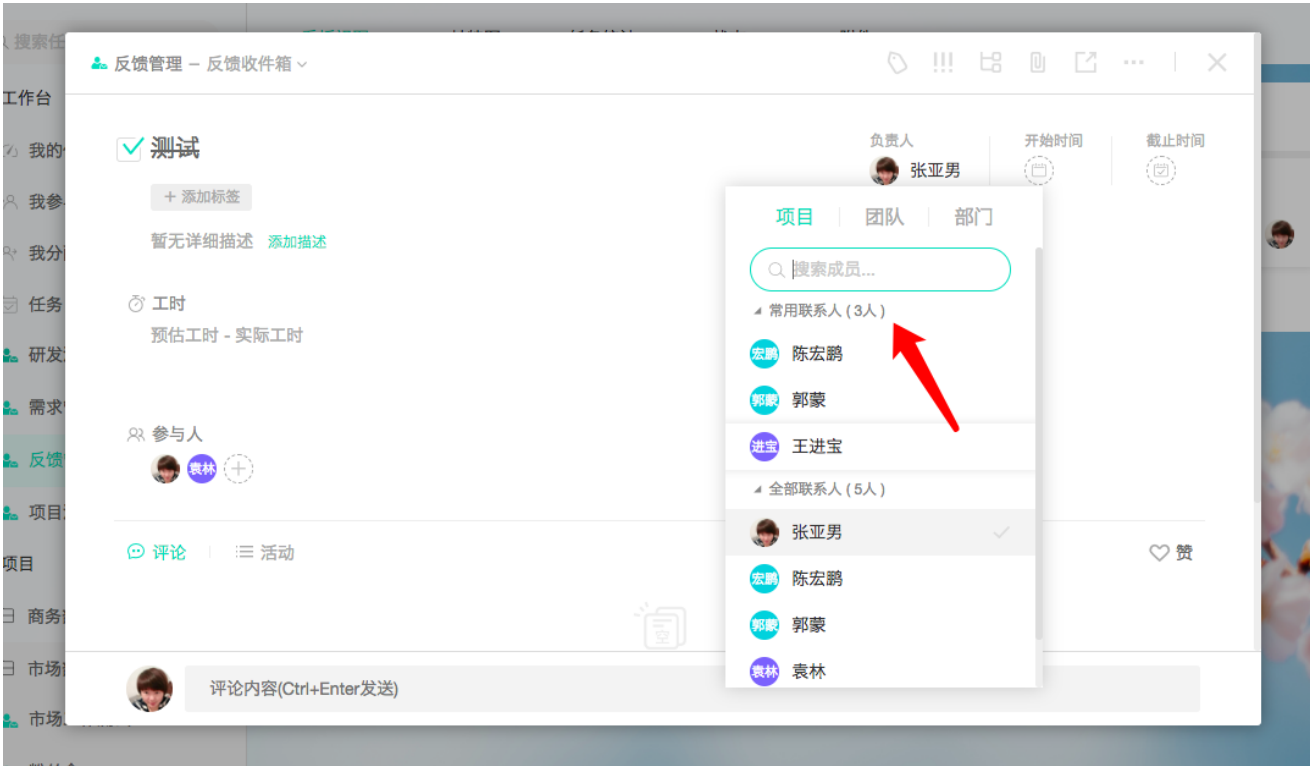 搜索任
反馈管理 – 反馈收件箱
工作台
测试
负责人
开始时间
截止时间
我的
张亚男
+ 添加标签
我参
项目
团队
部门
暂无详细描述 添加描述
我分
搜索成员...
工时
任务
常用联系人 ( 3人 )
预估工时 - 实际工时
研发
宏鹏 陈宏鹏
需求
郭蒙 郭蒙
参与人
进宝 王进宝
反馈
袁林
全部联系人 ( 5人 )
项目
张亚男
评论
活动
赞
项目
宏鹏 陈宏鹏
商务
空
郭蒙 郭蒙
市场
袁林 袁林
评论内容(Ctrl+Enter发送)
市场